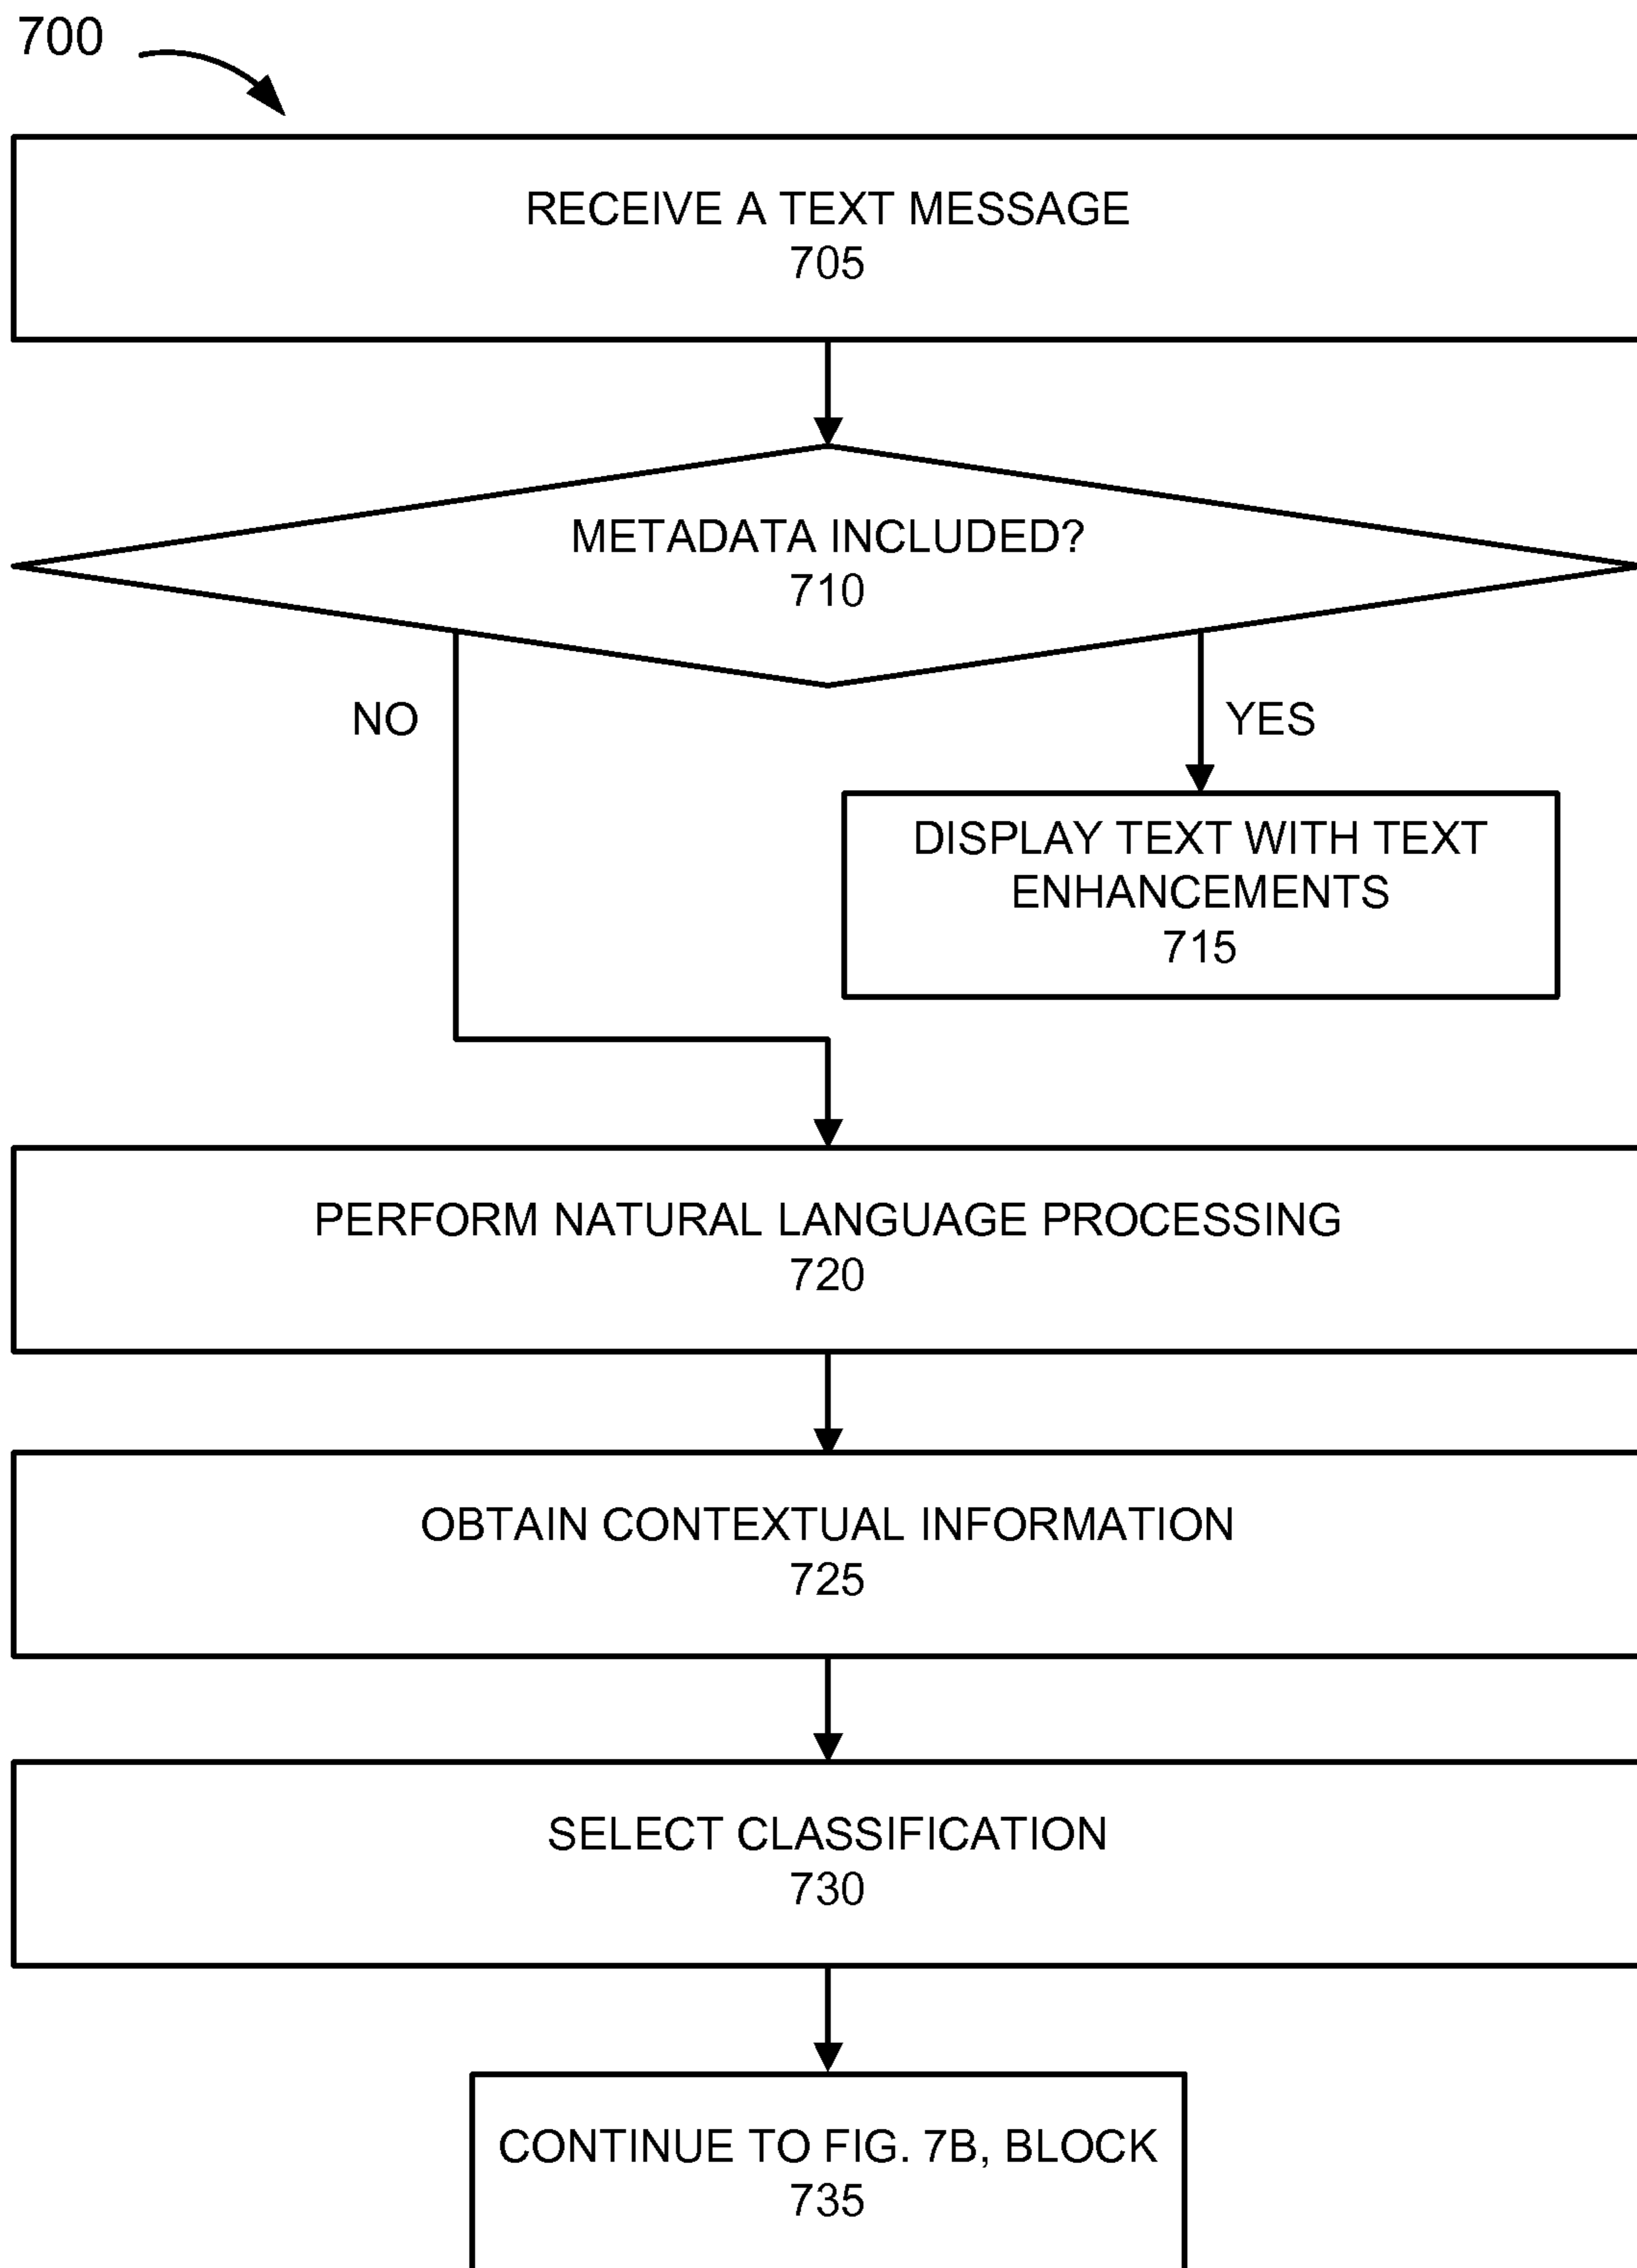 700
RECEIVE A TEXT MESSAGE
705
METADATA INCLUDED?
710
NO
YES
DISPLAY TEXT WITH TEXT
ENHANCEMENTS
715
PERFORM NATURAL LANGUAGE PROCESSING
720
OBTAIN CONTEXTUAL INFORMATION
725
SELECT CLASSIFICATION
730
CONTINUE TO FIG. 7B, BLOCK
735